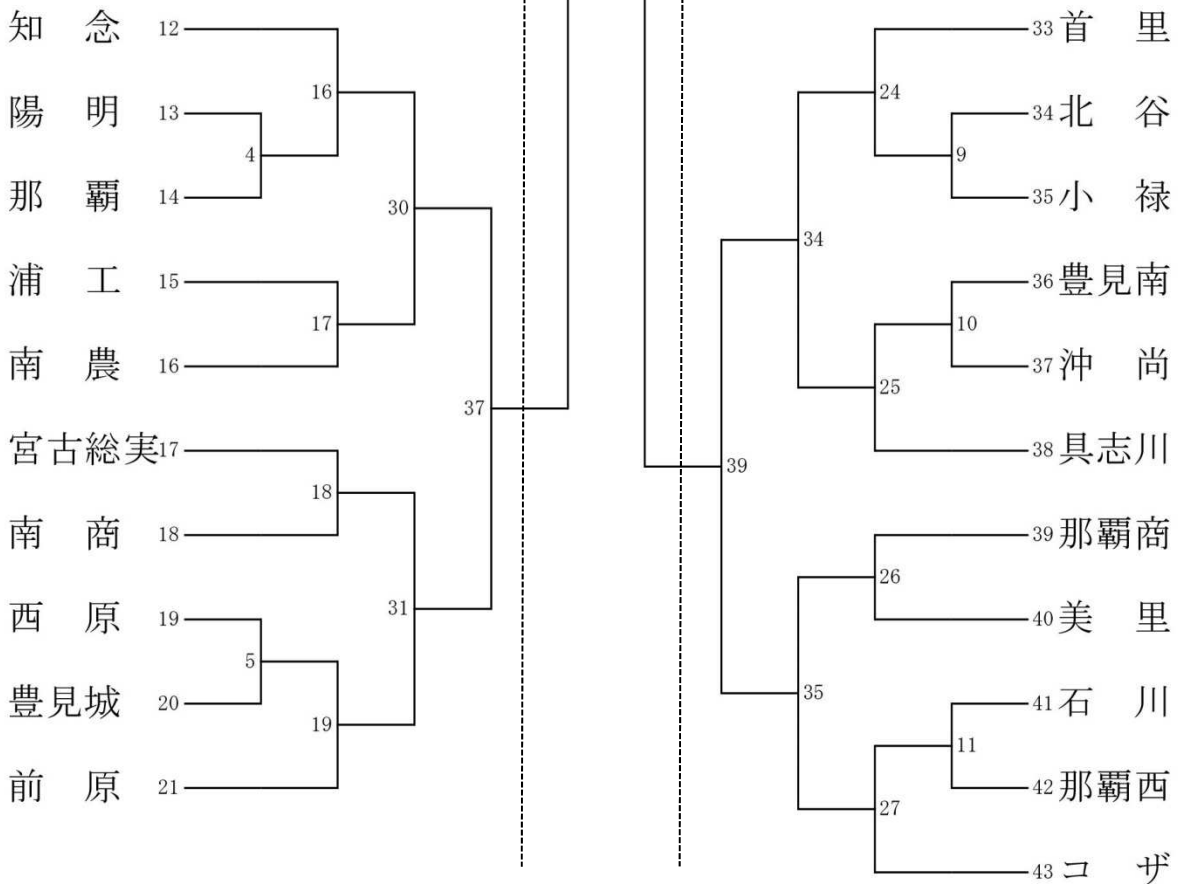 知 念 12
陽 明 13
那 覇 14
浦 工 15
南 農 16
宮古総実 17
南 商 18
西 原 19
豊見城 20
前 原 21
4
5
16
17
18
19
30
31
37
39
34
35
24
25
26
27
9
10
11
33 首 里
34 北 谷
35 小 禄
36 豊見南
37 沖 尚
38 具志川
39 那覇商
40 美 里
41 石 川
42 那覇西
43 コ ザ